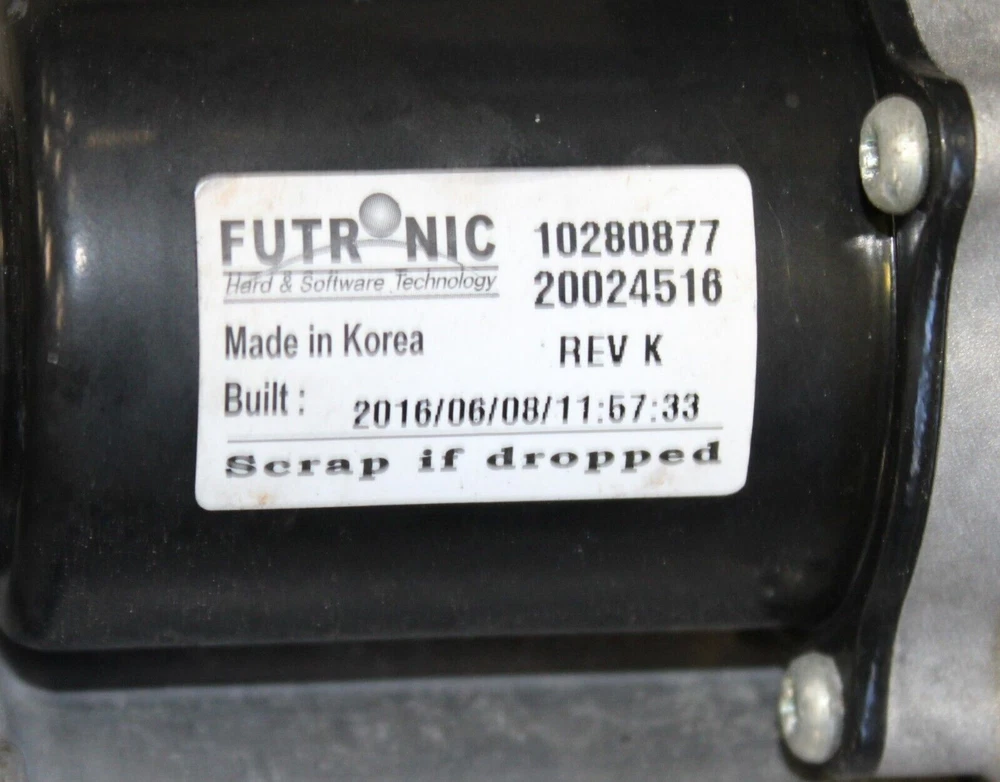 FUTRONIC
Hard & Software Technology
10280877
20024516
Made in Korea
REV K
Built : 2016/06/08/11:57:33
Scrap if dropped